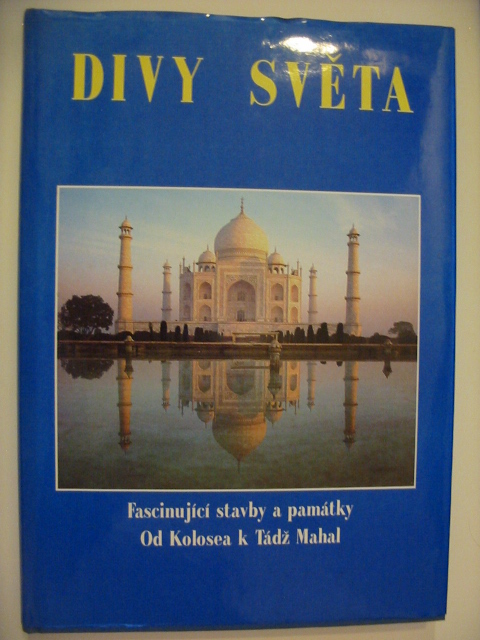 DIVY SVĚTA
Fascinující stavby a památky
Od Kolosea k Tádž Mahal